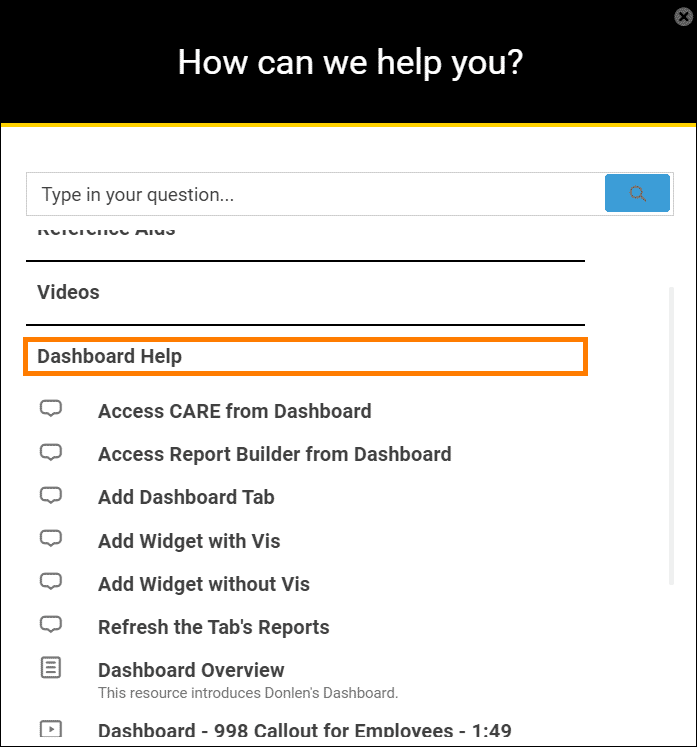 How can we help you?
Type in your question...
Reference Aids
Videos
Dashboard Help
Access CARE from Dashboard
Access Report Builder from Dashboard
Add Dashboard Tab
Add Widget with Vis
Add Widget without Vis
Refresh the Tab's Reports
Dashboard Overview
This resource introduces Donlen's Dashboard.
Dashboard - 998 Callout for Employees - 1:49